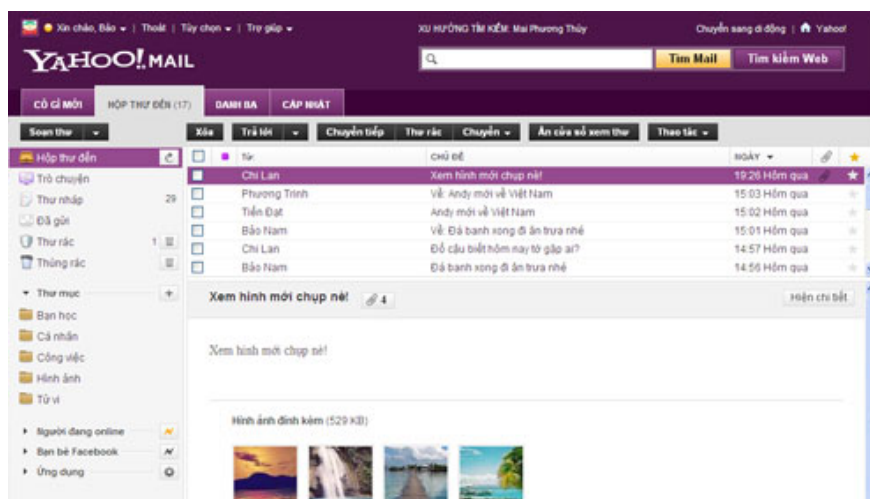 Xin chào, Bảo | Thoát | Tùy chọn | Trợ giúp
XU HƯỚNG TÌM KIẾM: Mai Phương Thúy
Chuyển sang di động | Yahoo!
YAHOO! MAIL
Tìm Mail
Tìm kiếm Web
CÓ GÌ MỚI
HỘP THƯ ĐẾN (17)
DANH BẠ
CẬP NHẬT
Soạn thư
Xóa
Trả lời
Chuyển tiếp
Thư rác
Chuyển
Ẩn cửa sổ xem thư
Thao tác
Hộp thư đến
Từ:
CHỦ ĐỀ
NGÀY
Trò chuyện
Chi Lan
Xem hình mới chụp nè!
19:26 Hôm qua
Thư nháp 29
Phương Trinh
Về: Andy mới về Việt Nam
15:03 Hôm qua
Đã gửi
Tiến Đạt
Andy mới về Việt Nam
15:02 Hôm qua
Thư rác 1
Bảo Nam
Về: Đá banh xong đi ăn trưa nhé
15:01 Hôm qua
Thùng rác
Chi Lan
Đố cậu biết hôm nay tớ gặp ai?
14:57 Hôm qua
Bảo Nam
Đá banh xong đi ăn trưa nhé
14:56 Hôm qua
Thư mục
Bạn học
Cá nhân
Công việc
Hình ảnh
Tử vi
Người đang online
Bạn bè Facebook
Ứng dụng
Xem hình mới chụp nè! 4
Hiện chi tiết
Xem hình mới chụp nè!
Hình ảnh đính kèm (529 KB)